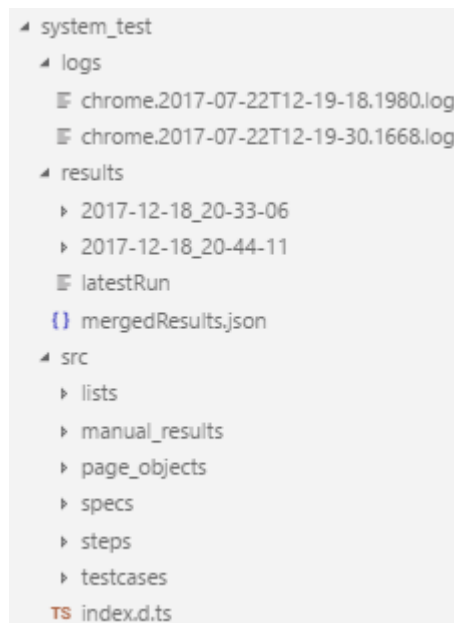 system_test
logs
chrome.2017-07-22T12-19-18.1980.log
chrome.2017-07-22T12-19-30.1668.log
results
2017-12-18_20-33-06
2017-12-18_20-44-11
latestRun
{} mergedResults.json
src
lists
manual_results
page_objects
specs
steps
testcases
TS index.d.ts